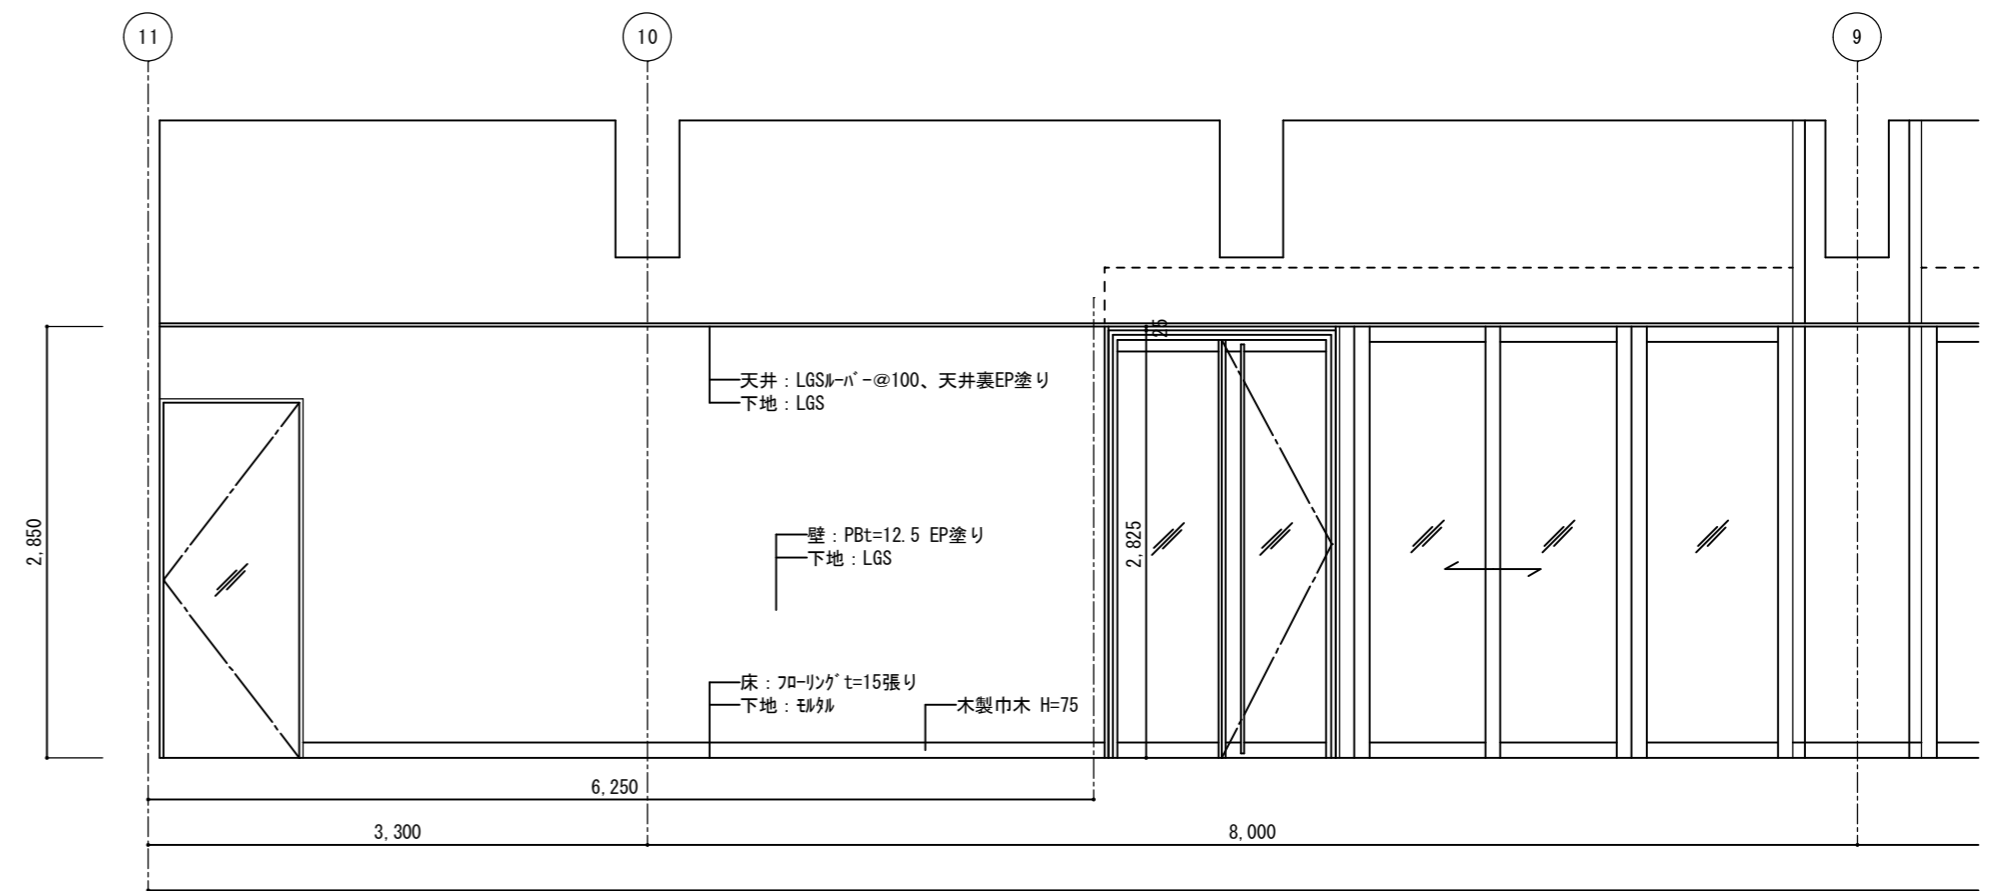 11
10
9
25
天井：LGSﾙｰﾊﾞｰ@100、天井裏EP塗り
下地：LGS
2,850
2,825
壁：PBt=12.5 EP塗り
下地：LGS
床：ﾌﾛｰﾘﾝｸﾞt=15張り
下地：ﾓﾙﾀﾙ
木製巾木 H=75
6,250
3,300
8,000